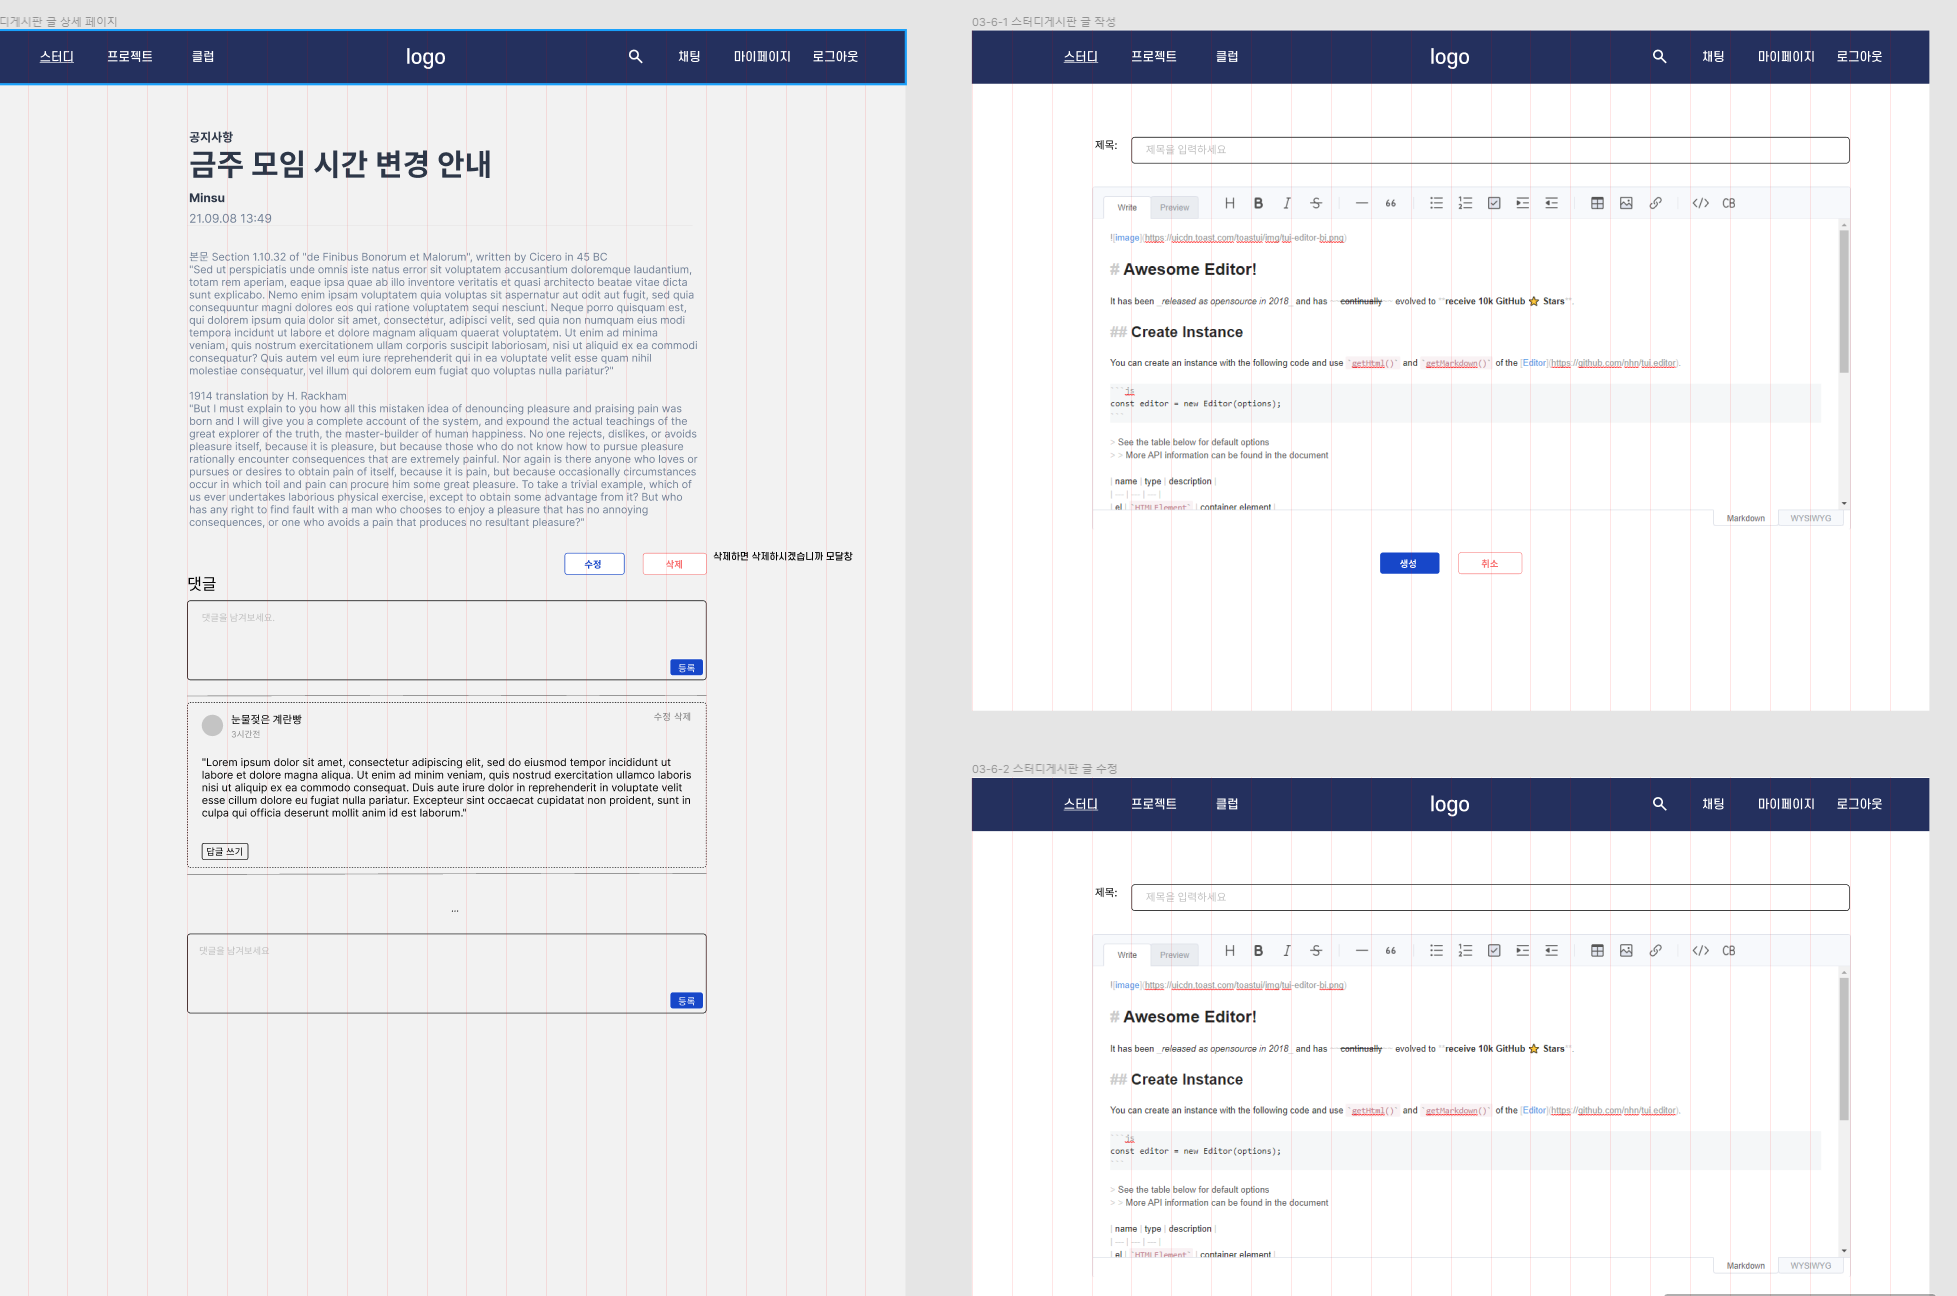 디게시판 글 상세 페이지
스터디 프로젝트 클럽 logo 채팅 마이페이지 로그아웃
공지사항
금주 모임 시간 변경 안내
Minsu
21.09.08 13:49
본문 Section 1.10.32 of "de Finibus Bonorum et Malorum", written by Cicero in 45 BC
"Sed ut perspiciatis unde omnis iste natus error sit voluptatem accusantium doloremque laudantium,
totam rem aperiam, eaque ipsa quae ab illo inventore veritatis et quasi architecto beatae vitae dicta
sunt explicabo. Nemo enim ipsam voluptatem quia voluptas sit aspernatur aut odit aut fugit, sed quia
consequuntur magni dolores eos qui ratione voluptatem sequi nesciunt. Neque porro quisquam est,
qui dolorem ipsum quia dolor sit amet, consectetur, adipisci velit, sed quia non numquam eius modi
tempora incidunt ut labore et dolore magnam aliquam quaerat voluptatem. Ut enim ad minima
veniam, quis nostrum exercitationem ullam corporis suscipit laboriosam, nisi ut aliquid ex ea commodi
consequatur? Quis autem vel eum iure reprehenderit qui in ea voluptate velit esse quam nihil
molestiae consequatur, vel illum qui dolorem eum fugiat quo voluptas nulla pariatur?"
1914 translation by H. Rackham
"But I must explain to you how all this mistaken idea of denouncing pleasure and praising pain was
born and I will give you a complete account of the system, and expound the actual teachings of the
great explorer of the truth, the master-builder of human happiness. No one rejects, dislikes, or avoids
pleasure itself, because it is pleasure, but because those who do not know how to pursue pleasure
rationally encounter consequences that are extremely painful. Nor again is there anyone who loves or
pursues or desires to obtain pain of itself, because it is pain, but because occasionally circumstances
occur in which toil and pain can procure him some great pleasure. To take a trivial example, which of
us ever undertakes laborious physical exercise, except to obtain some advantage from it? But who
has any right to find fault with a man who chooses to enjoy a pleasure that has no annoying
consequences, or one who avoids a pain that produces no resultant pleasure?"
수정 삭제 삭제하면 삭제하시겠습니까 모달창
댓글
댓글을 남겨보세요.
등록
눈물젖은 계란빵 수정 삭제
3시간전
"Lorem ipsum dolor sit amet, consectetur adipiscing elit, sed do eiusmod tempor incididunt ut
labore et dolore magna aliqua. Ut enim ad minim veniam, quis nostrud exercitation ullamco laboris
nisi ut aliquip ex ea commodo consequat. Duis aute irure dolor in reprehenderit in voluptate velit
esse cillum dolore eu fugiat nulla pariatur. Excepteur sint occaecat cupidatat non proident, sunt in
culpa qui officia deserunt mollit anim id est laborum."
답글 쓰기
...
댓글을 남겨보세요
등록
03-6-1 스터디게시판 글 작성
스터디 프로젝트 클럽 logo 채팅 마이페이지 로그아웃
제목: 제목을 입력하세요
Write Preview H B I S 66 </> CB
![image](https://uicdn.toast.com/toastui/img/tui-editor-bi.png)
# Awesome Editor!
It has been _released as opensource in 2018_ and has ~~continually~~ evolved to **receive 10k GitHub ⭐ Stars**.
## Create Instance
You can create an instance with the following code and use `getHtml()` and `getMarkdown()` of the [Editor](https://github.com/nhn/tui.editor).
```js
const editor = new Editor(options);
```
> See the table below for default options
> > More API information can be found in the document
| name | type | description |
| --- | --- | --- |
| el | `HTMLElement` | container element |
Markdown WYSIWYG
생성 취소
03-6-2 스터디게시판 글 수정
스터디 프로젝트 클럽 logo 채팅 마이페이지 로그아웃
제목: 제목을 입력하세요
Write Preview H B I S 66 </> CB
![image](https://uicdn.toast.com/toastui/img/tui-editor-bi.png)
# Awesome Editor!
It has been _released as opensource in 2018_ and has ~~continually~~ evolved to **receive 10k GitHub ⭐ Stars**.
## Create Instance
You can create an instance with the following code and use `getHtml()` and `getMarkdown()` of the [Editor](https://github.com/nhn/tui.editor).
```js
const editor = new Editor(options);
```
> See the table below for default options
> > More API information can be found in the document
| name | type | description |
| --- | --- | --- |
| el | `HTMLElement` | container element |
Markdown WYSIWYG